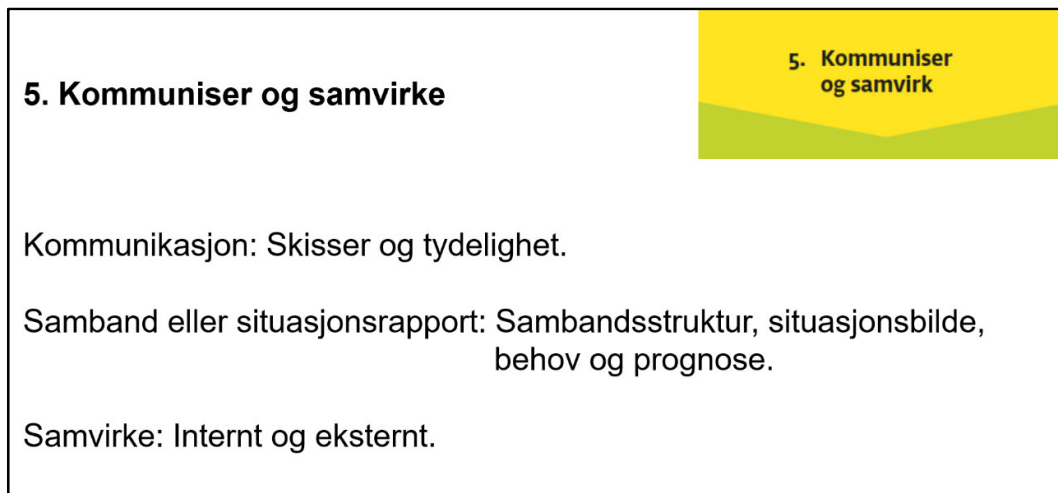 5. Kommuniser og samvirke
5. Kommuniser
og samvirk
Kommunikasjon: Skisser og tydelighet.
Samband eller situasjonsrapport: Sambandsstruktur, situasjonsbilde,
behov og prognose.
Samvirke: Internt og eksternt.